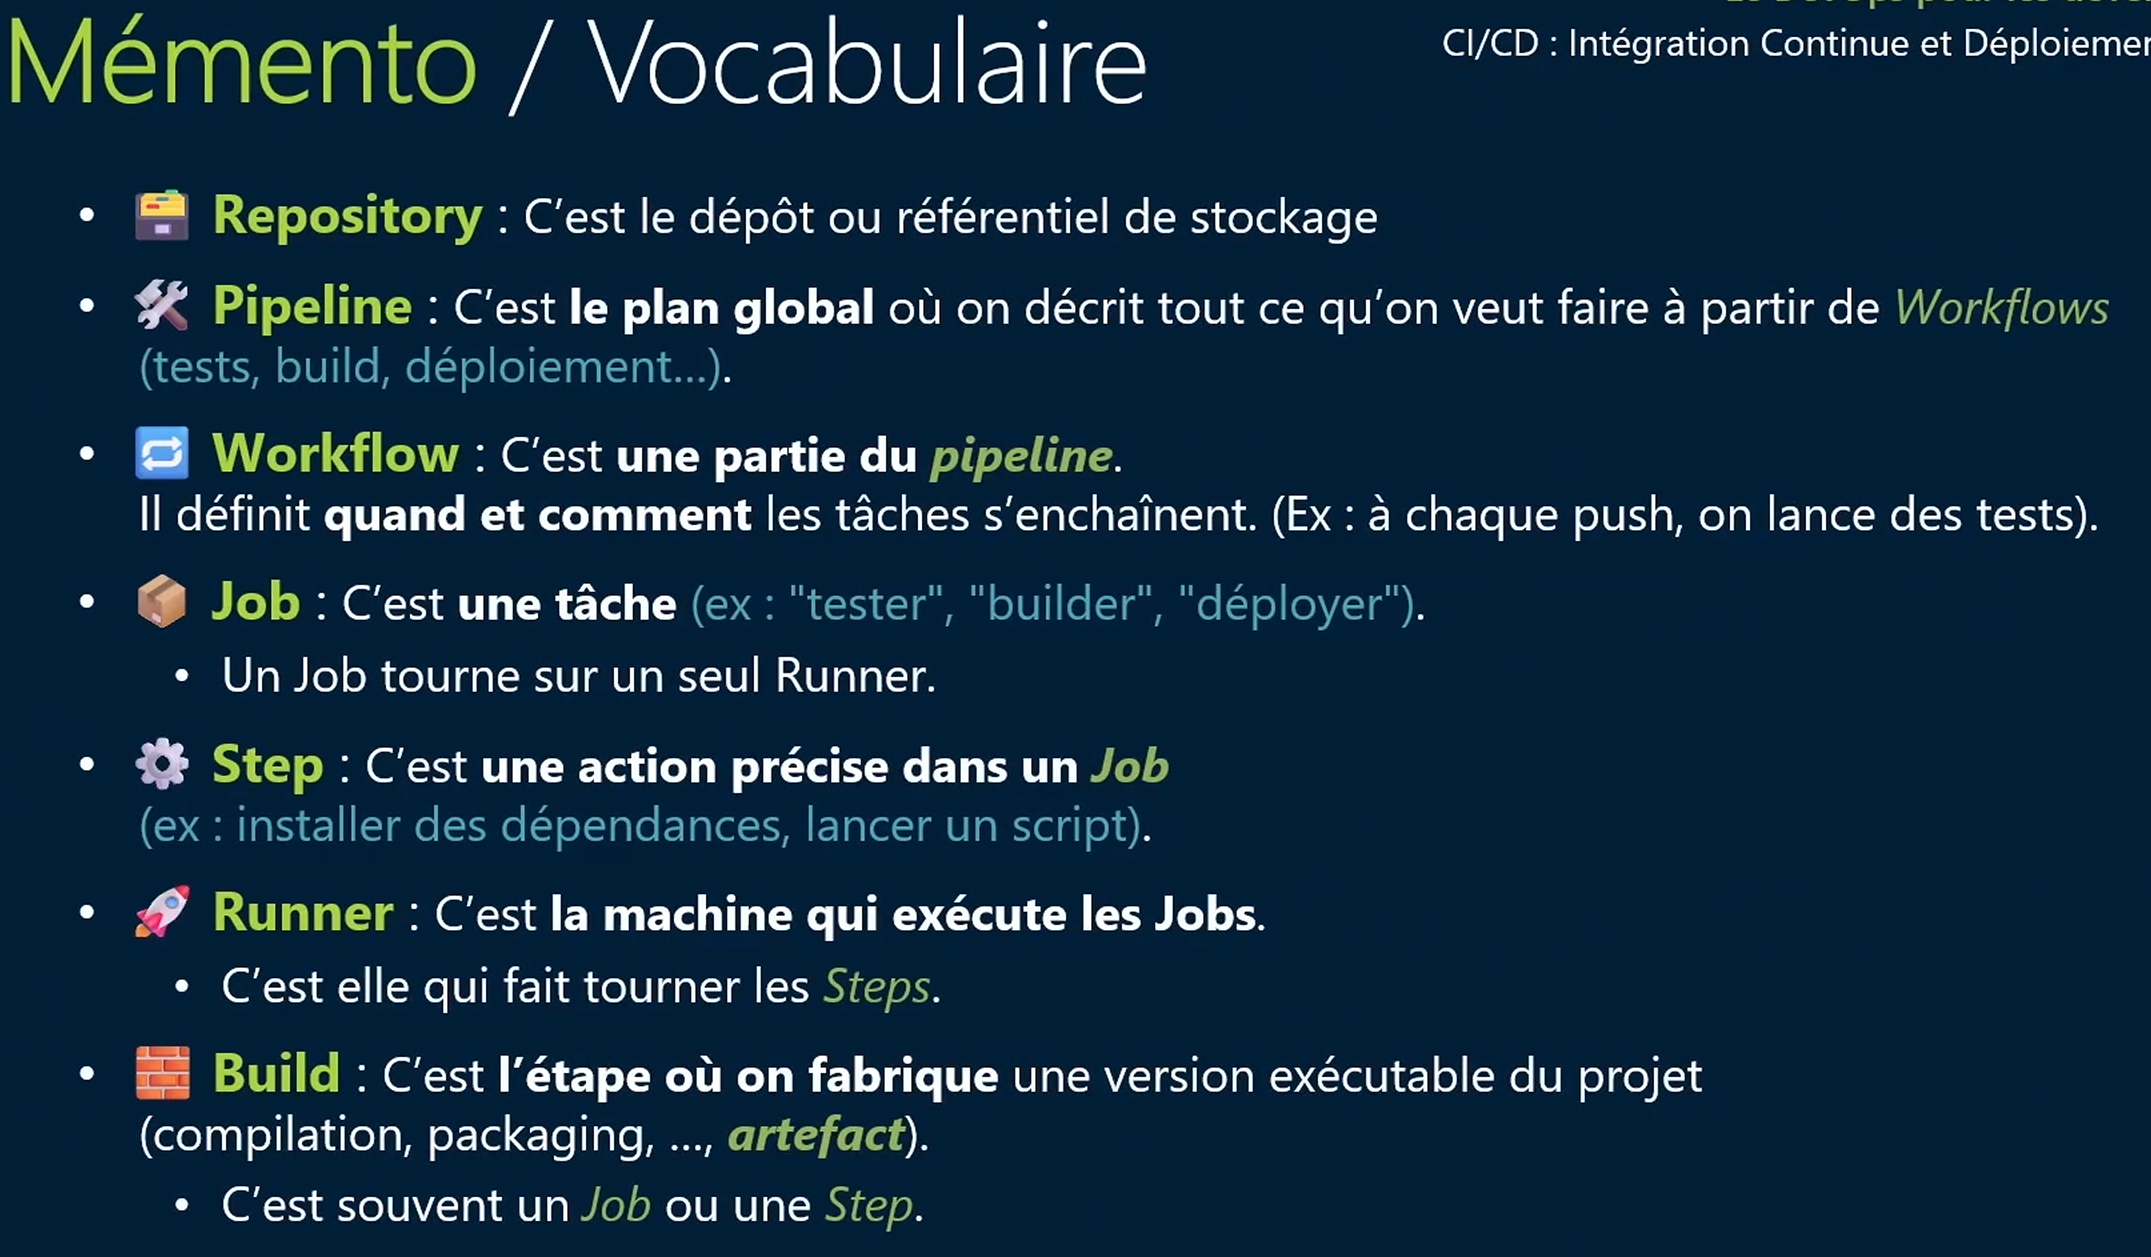 Mémento / Vocabulaire
CI/CD : Intégration Continue et
• Repository : C’est le dépôt ou référentiel de stockage
• Pipeline : C’est le plan global où on décrit tout ce qu’on veut faire à partir de Workflows
(tests, build, déploiement…).
• Workflow : C’est une partie du pipeline.
Il définit quand et comment les tâches s’enchaînent. (Ex : à chaque push, on lance des tests).
• Job : C’est une tâche (ex : "tester", "builder", "déployer").
• Un Job tourne sur un seul Runner.
• Step : C’est une action précise dans un Job
(ex : installer des dépendances, lancer un script).
• Runner : C’est la machine qui exécute les Jobs.
• C’est elle qui fait tourner les Steps.
• Build : C’est l’étape où on fabrique une version exécutable du projet
(compilation, packaging, …, artefact).
• C’est souvent un Job ou une Step.